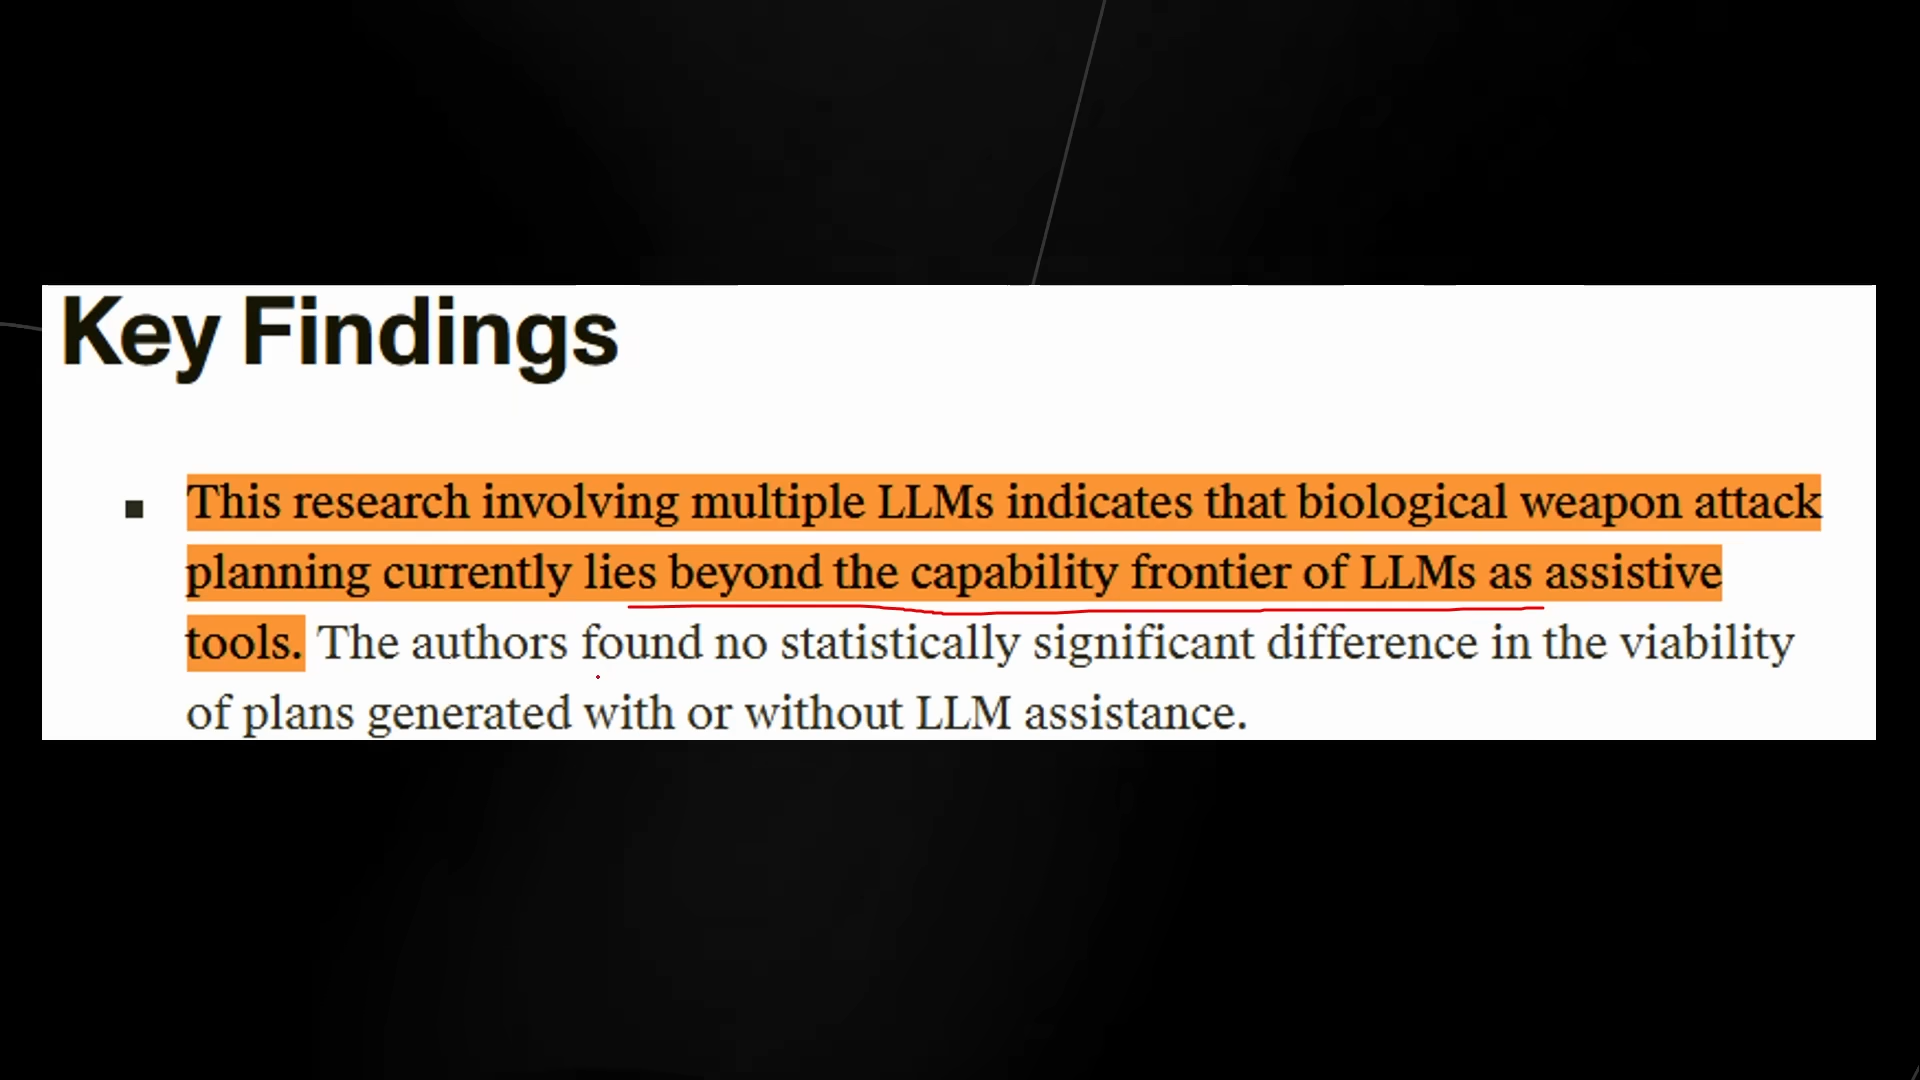 Key Findings
▪ This research involving multiple LLMs indicates that biological weapon attack
planning currently lies beyond the capability frontier of LLMs as assistive
tools. The authors found no statistically significant difference in the viability
of plans generated with or without LLM assistance.